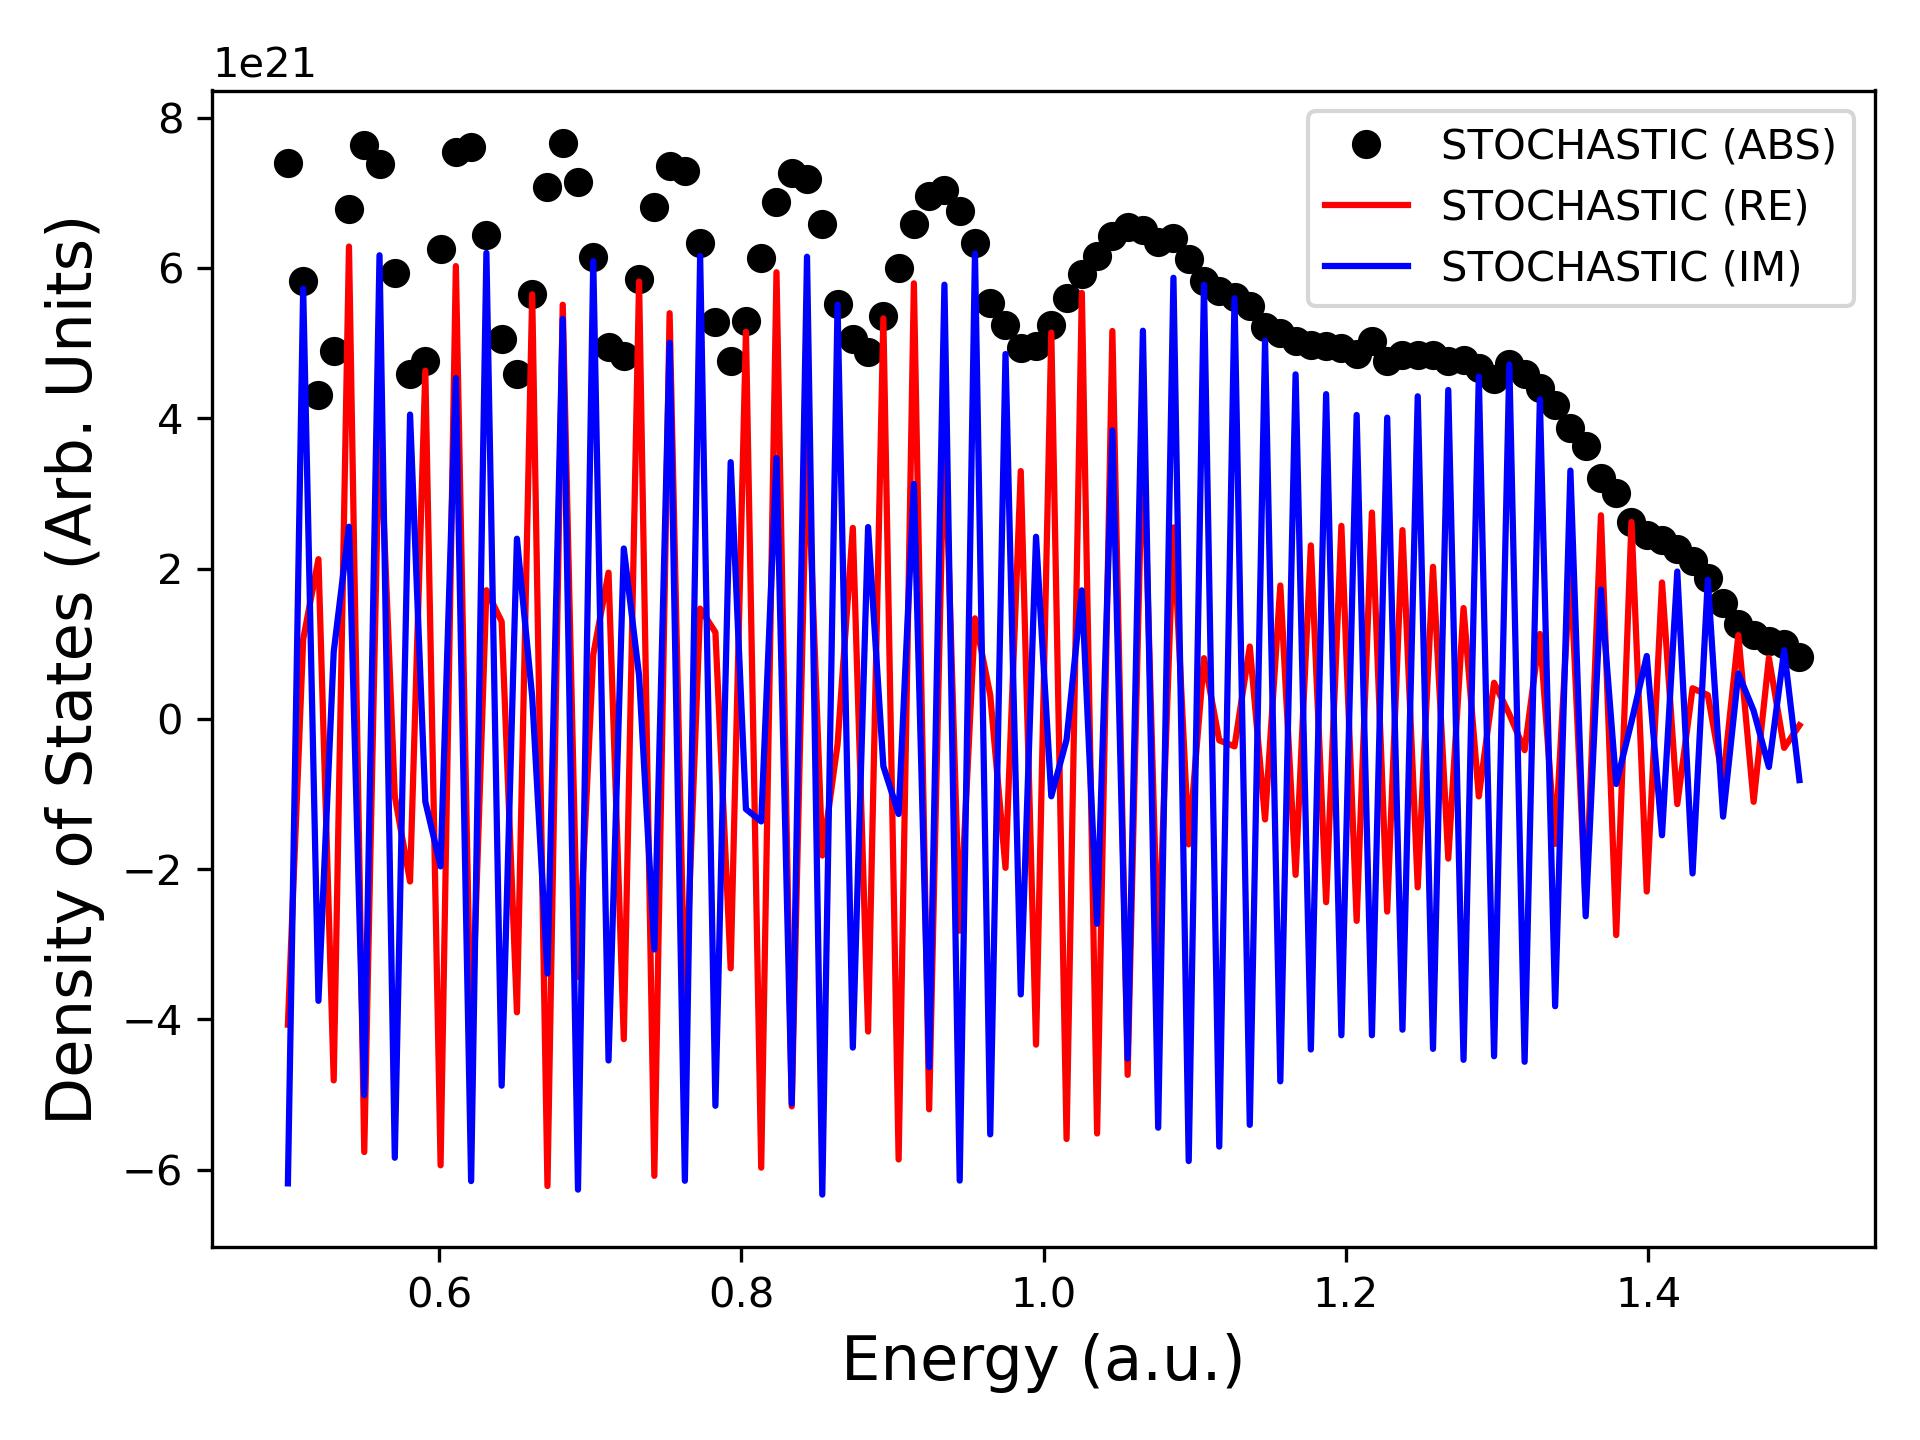 1e21
8
6
4
2
0
−2
−4
−6
Density of States (Arb. Units)
STOCHASTIC (ABS)
STOCHASTIC (RE)
STOCHASTIC (IM)
0.6 0.8 1.0 1.2 1.4
Energy (a.u.)